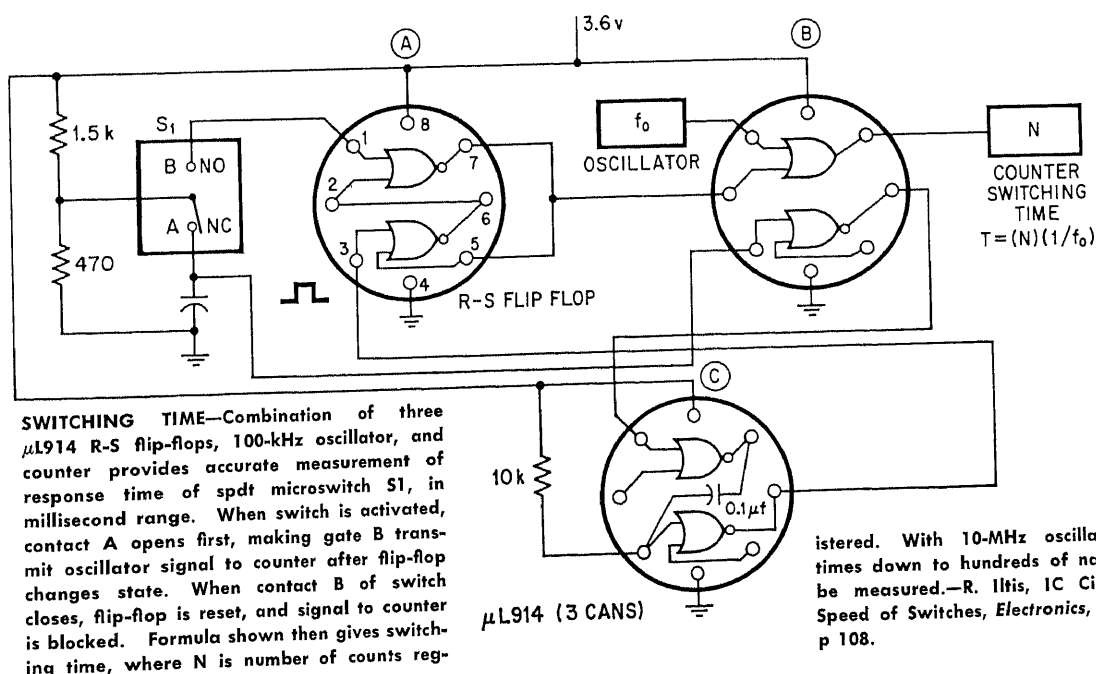 3.6 v
A
B
1.5 k
S1
B NO
A NC
470
1
2
3
4
5
6
7
8
R-S FLIP FLOP
fo
OSCILLATOR
N
COUNTER
SWITCHING
TIME
T=(N)(1/fo)
C
10 k
0.1 μf
μL914 (3 CANS)
SWITCHING TIME—Combination of three
μL914 R-S flip-flops, 100-kHz oscillator, and
counter provides accurate measurement of
response time of spdt microswitch S1, in
millisecond range. When switch is activated,
contact A opens first, making gate B trans-
mit oscillator signal to counter after flip-flop
changes state. When contact B of switch
closes, flip-flop is reset, and signal to counter
is blocked. Formula shown then gives switch-
ing time, where N is number of counts reg-
istered. With 10-MHz oscilla
times down to hundreds of na
be measured.—R. Iltis, IC Ci
Speed of Switches, Electronics,
p 108.